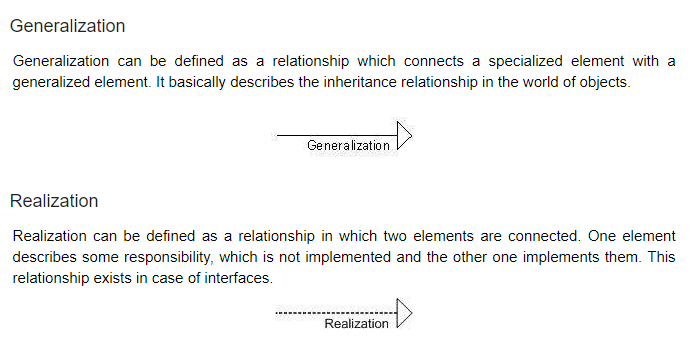 Generalization
Generalization can be defined as a relationship which connects a specialized element with a
generalized element. It basically describes the inheritance relationship in the world of objects.
Generalization
Realization
Realization can be defined as a relationship in which two elements are connected. One element
describes some responsibility, which is not implemented and the other one implements them. This
relationship exists in case of interfaces.
Realization